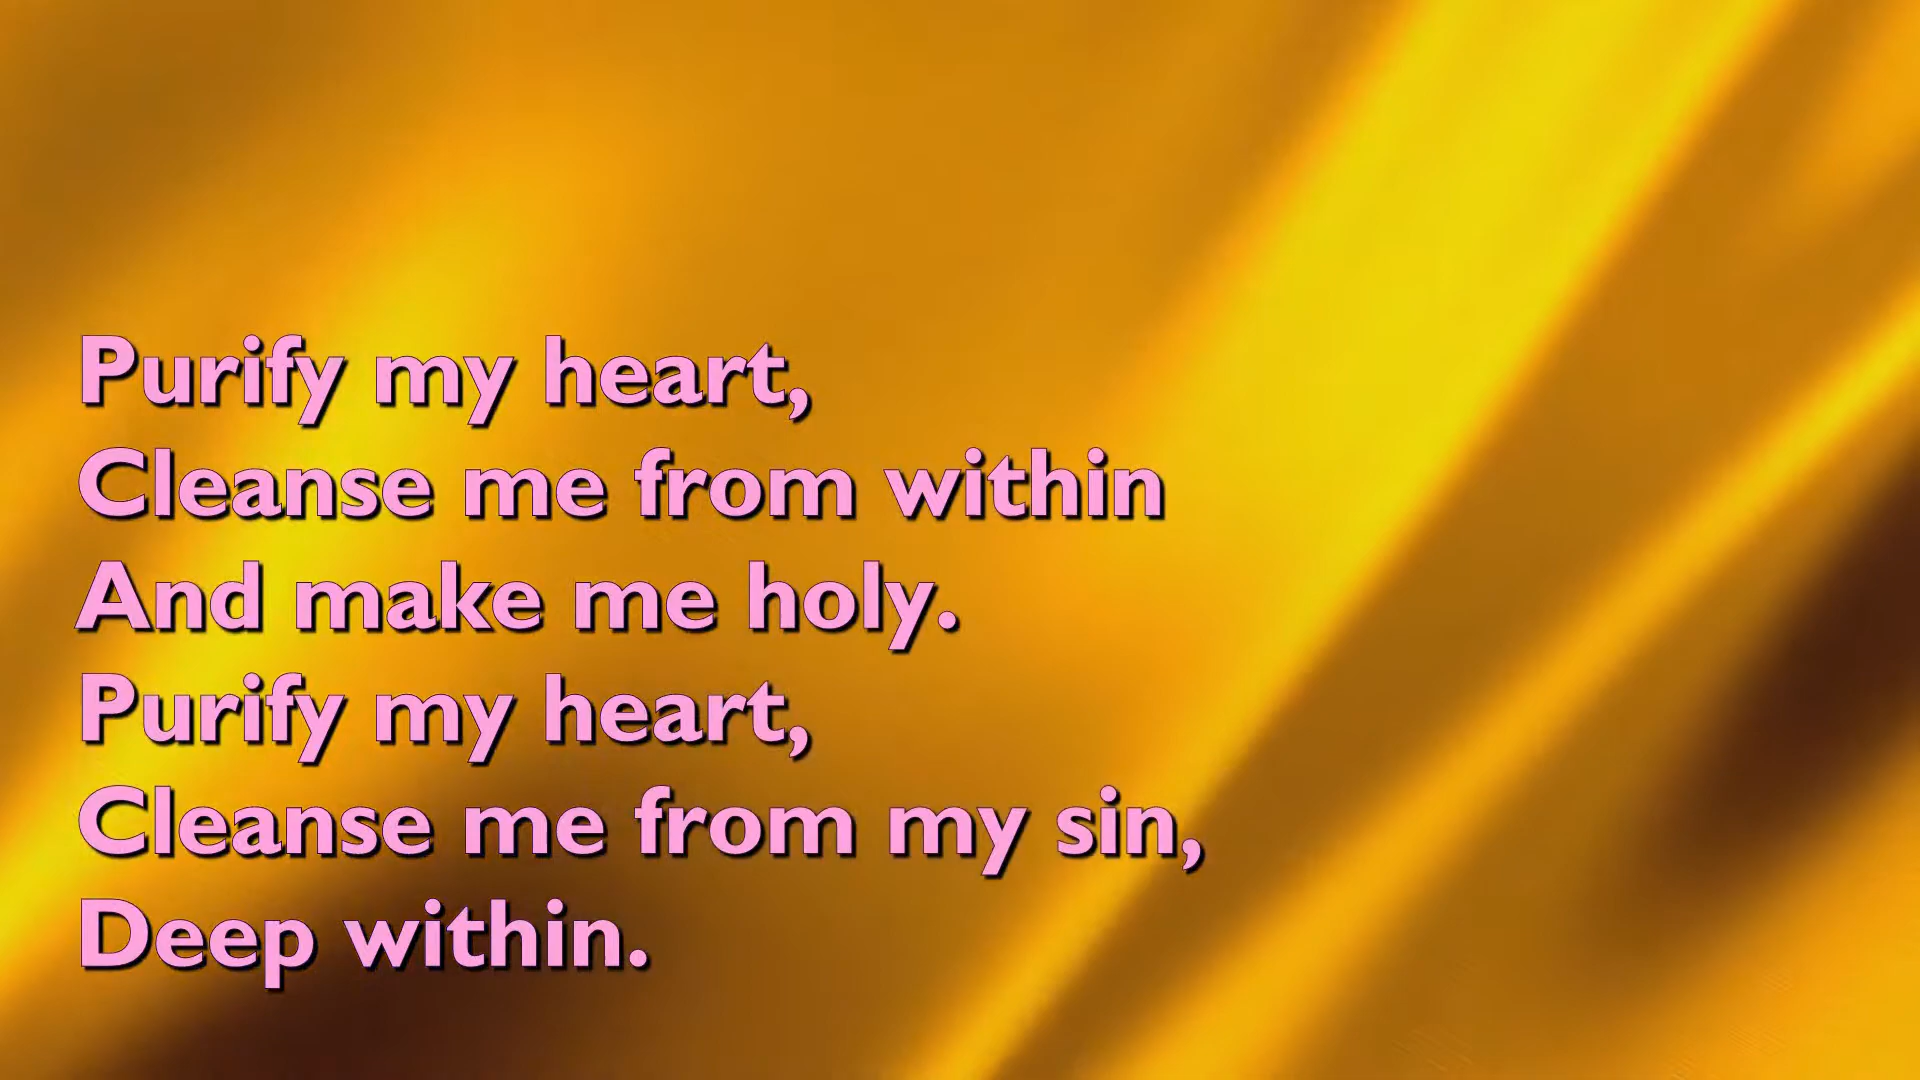 Purify my heart,
Cleanse me from within
And make me holy.
Purify my heart,
Cleanse me from my sin,
Deep within.